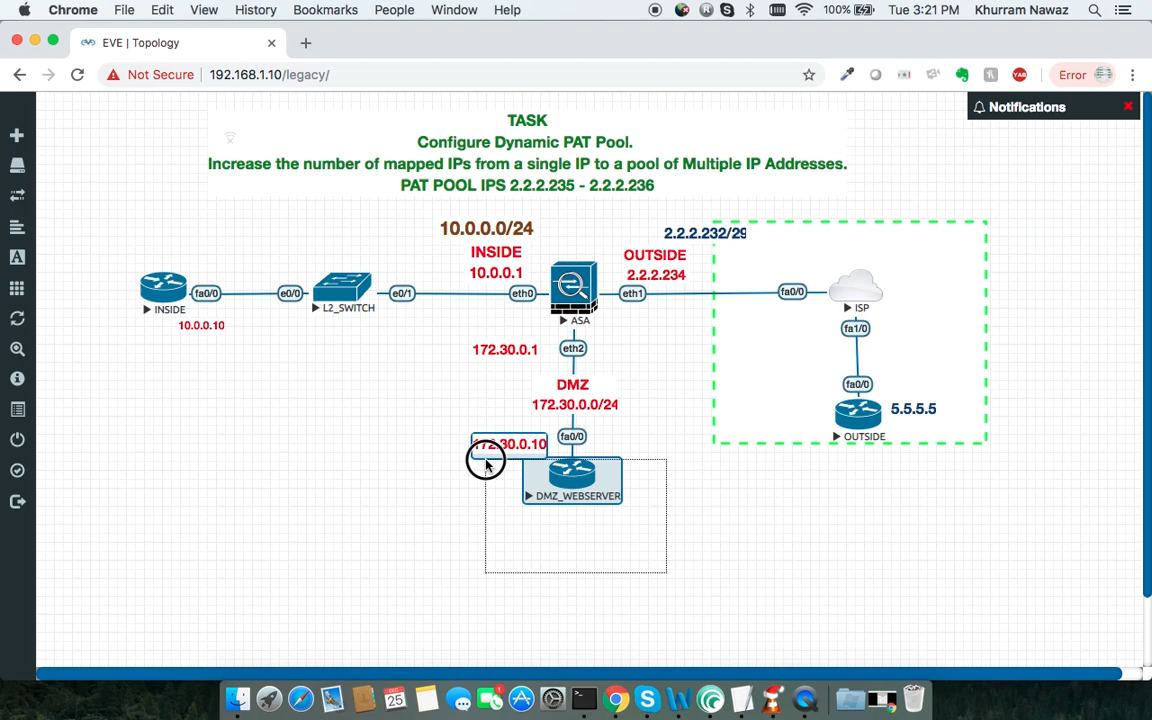 Chrome File Edit View History Bookmarks People Window Help 100% Tue 3:21 PM Khurram Nawaz
EVE | Topology
Not Secure 192.168.1.10/legacy/ YAB Error
Notifications
TASK
Configure Dynamic PAT Pool.
Increase the number of mapped IPs from a single IP to a pool of Multiple IP Addresses.
PAT POOL IPS 2.2.2.235 - 2.2.2.236
10.0.0.0/24 2.2.2.232/29
INSIDE OUTSIDE
10.0.0.1 2.2.2.234
fa0/0 e0/0 e0/1 eth0 eth1 fa0/0
INSIDE L2_SWITCH ASA ISP
10.0.0.10 fa1/0
172.30.0.1 eth2
DMZ fa0/0
172.30.0.0/24 5.5.5.5
172.30.0.10 fa0/0 OUTSIDE
DMZ_WEBSERVER
25